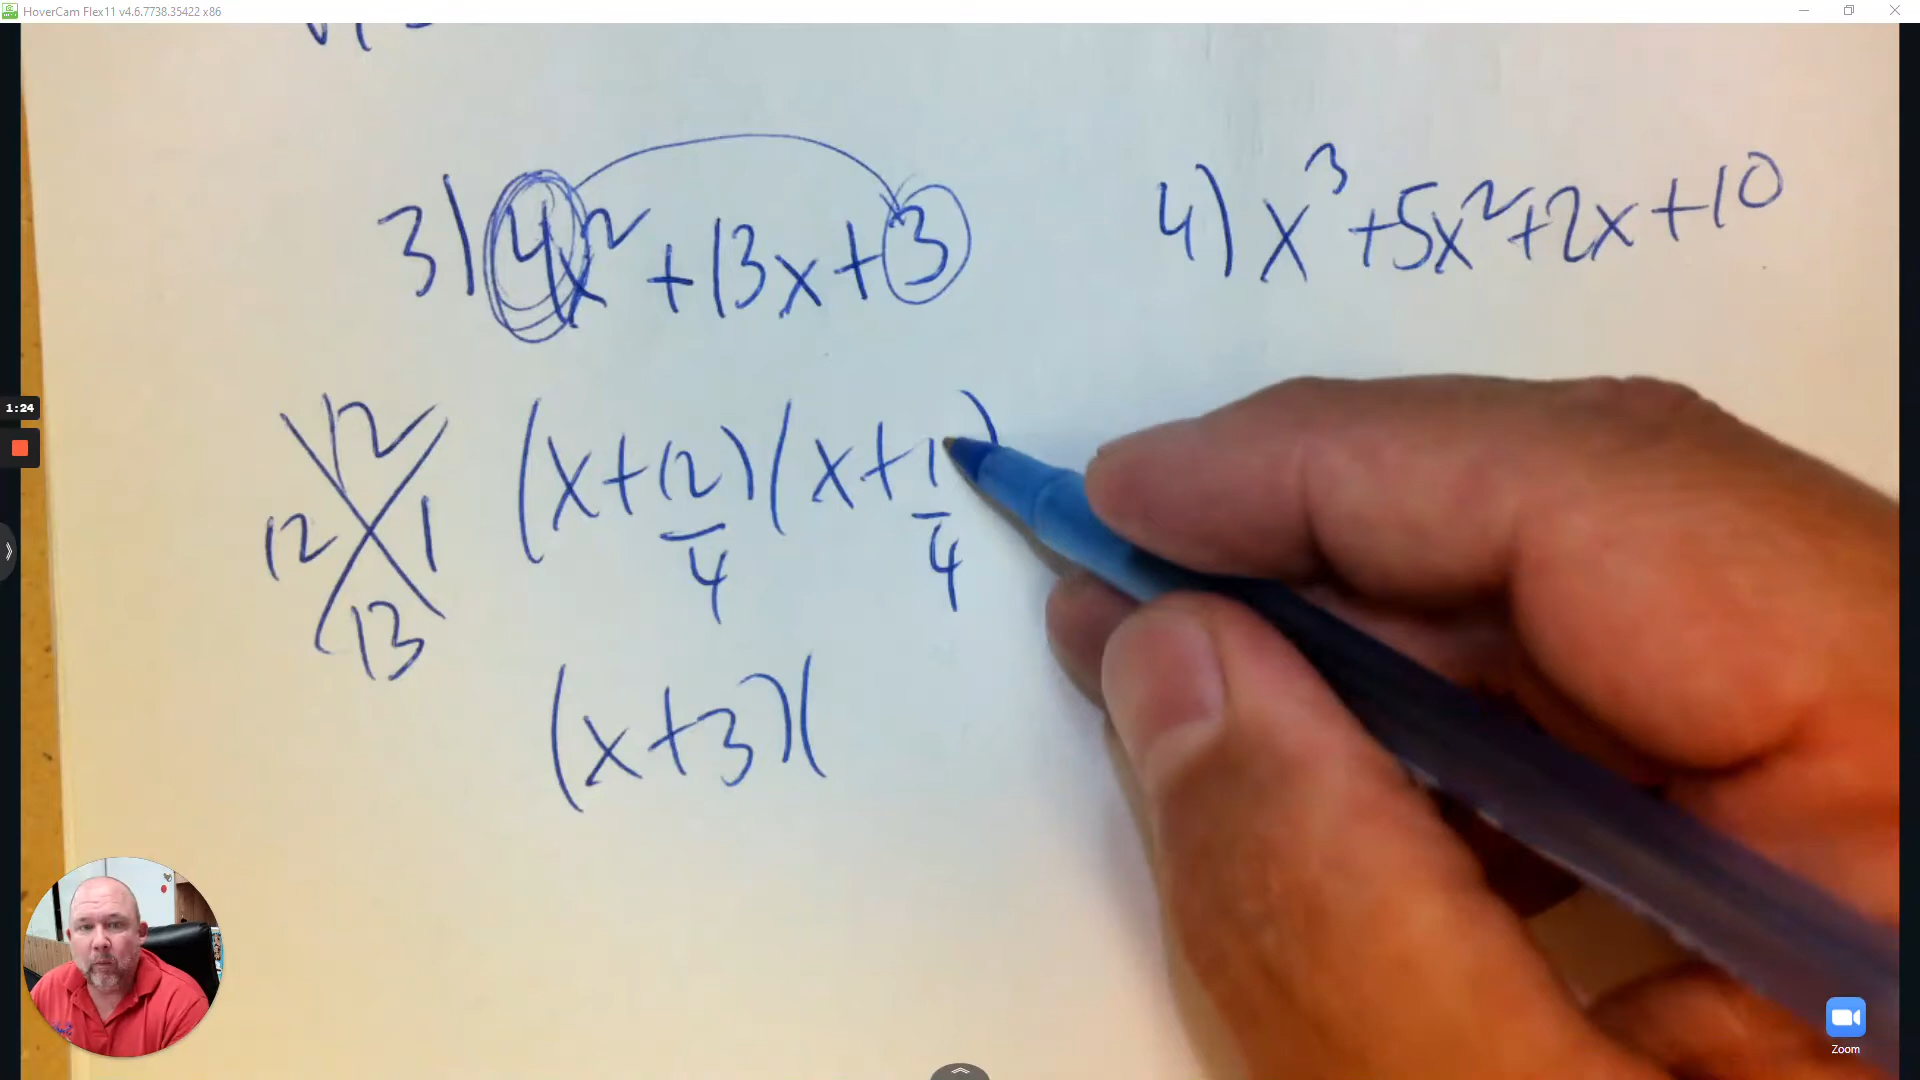 HoverCam Flex11 v4.6.7738.35422 x86
3) 4x² + 13x + 3
4) x³ + 5x² + 2x + 10
12
12 1
13
(x + 12/4)(x + 1/4)
(x + 3)(
1:24
Zoom